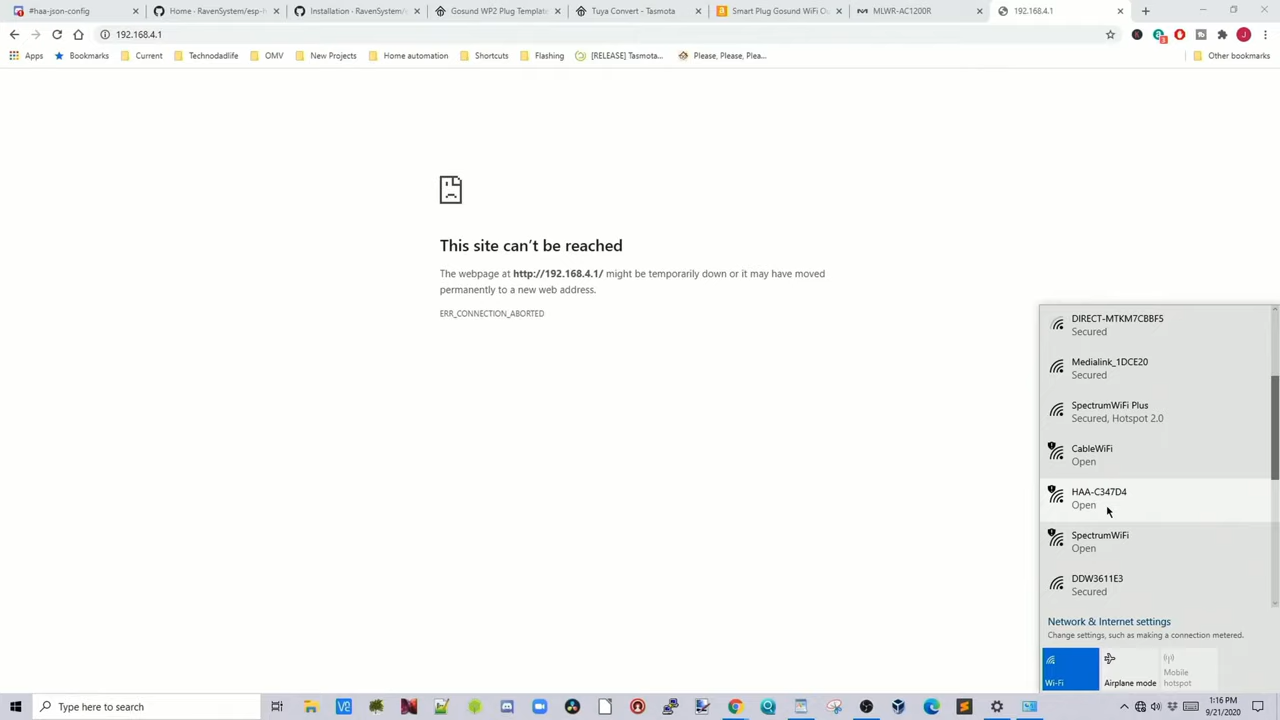 #haa-json-config
Home · RavenSystem/esp-h
Installation · RavenSystem/es
Gosund WP2 Plug Template
Tuya Convert - Tasmota
Smart Plug Gosund WiFi O
MLWR-AC1200R
192.168.4.1
192.168.4.1
Apps
Bookmarks
Current
Technodadlife
OMV
New Projects
Home automation
Shortcuts
Flashing
[RELEASE] Tasmota...
Please, Please, Plea...
Other bookmarks
This site can't be reached
The webpage at http://192.168.4.1/ might be temporarily down or it may have moved
permanently to a new web address.
ERR_CONNECTION_ABORTED
DIRECT-MTKM7CBBF5
Secured
Medialink_1DCE20
Secured
SpectrumWiFi Plus
Secured, Hotspot 2.0
CableWiFi
Open
HAA-C347D4
Open
SpectrumWiFi
Open
DDW3611E3
Secured
Network & Internet settings
Change settings, such as making a connection metered.
Wi-Fi
Airplane mode
Mobile
hotspot
Type here to search
1:16 PM
9/21/2020